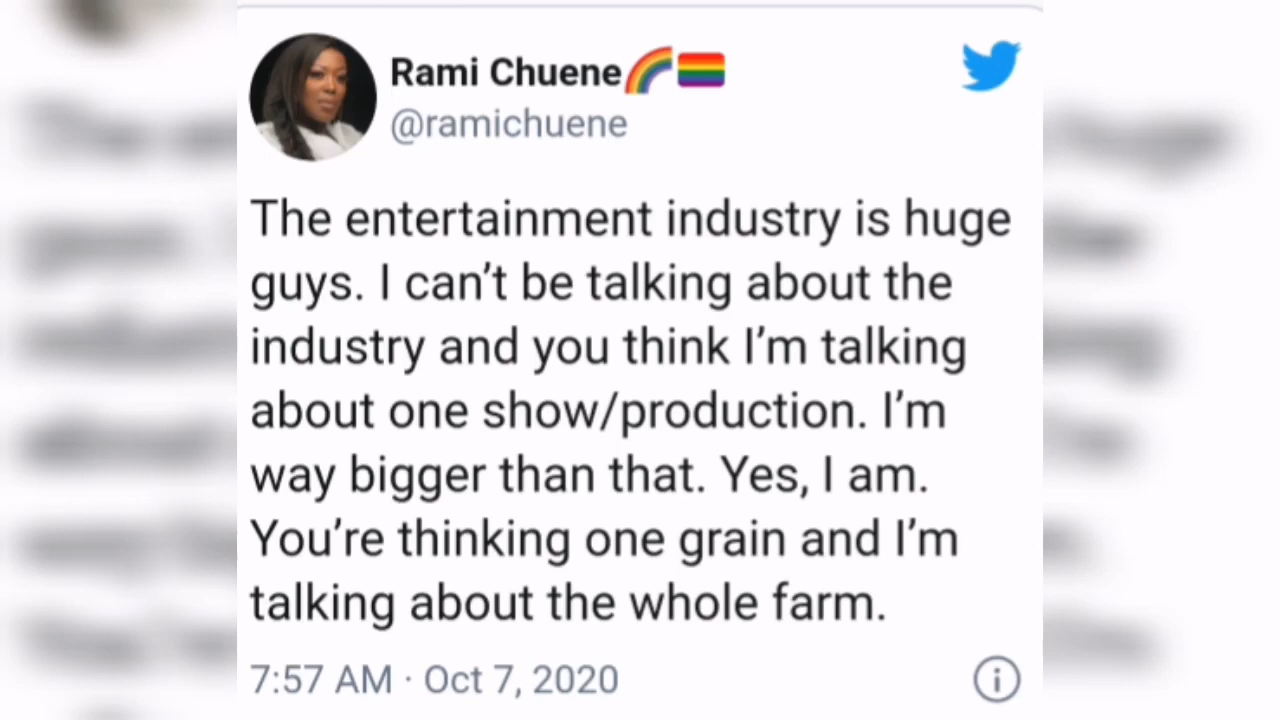 Rami Chuene🌈🏳️‍🌈
@ramichuene
The entertainment industry is huge
guys. I can’t be talking about the
industry and you think I’m talking
about one show/production. I’m
way bigger than that. Yes, I am.
You’re thinking one grain and I’m
talking about the whole farm.
7:57 AM · Oct 7, 2020